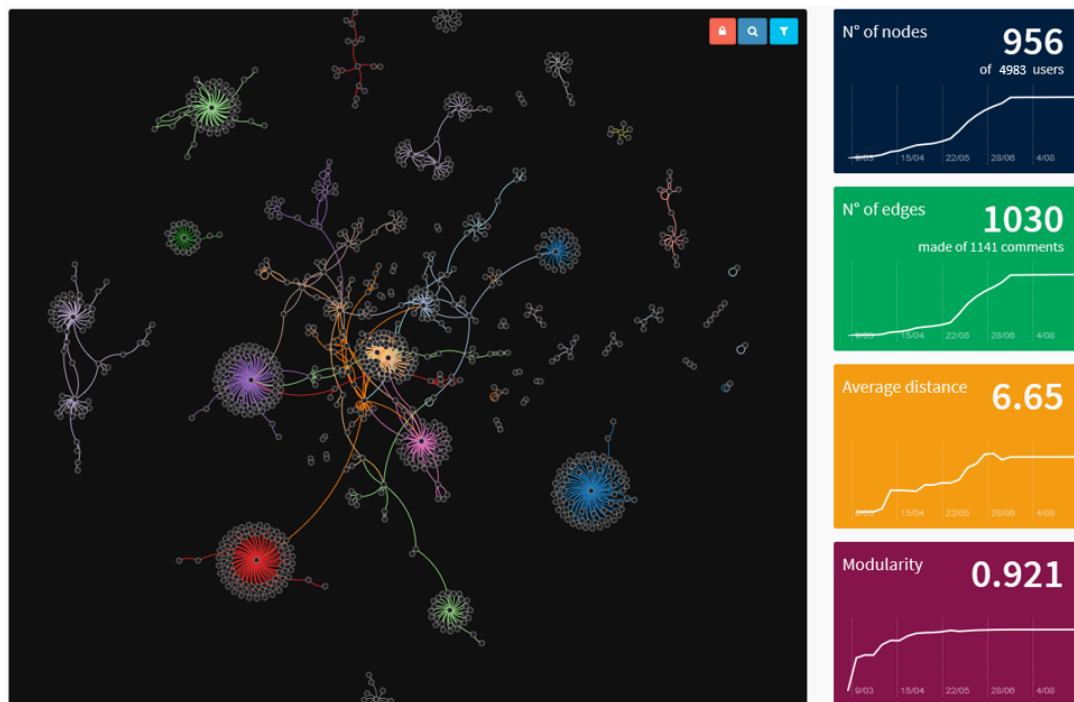 N° of nodes
956
of 4983 users
9/03 15/04 22/05 28/06 4/08
N° of edges
1030
made of 1141 comments
9/03 15/04 22/05 28/06 4/08
Average distance
6.65
9/03 15/04 22/05 28/06 4/08
Modularity
0.921
9/03 15/04 22/05 28/06 4/08